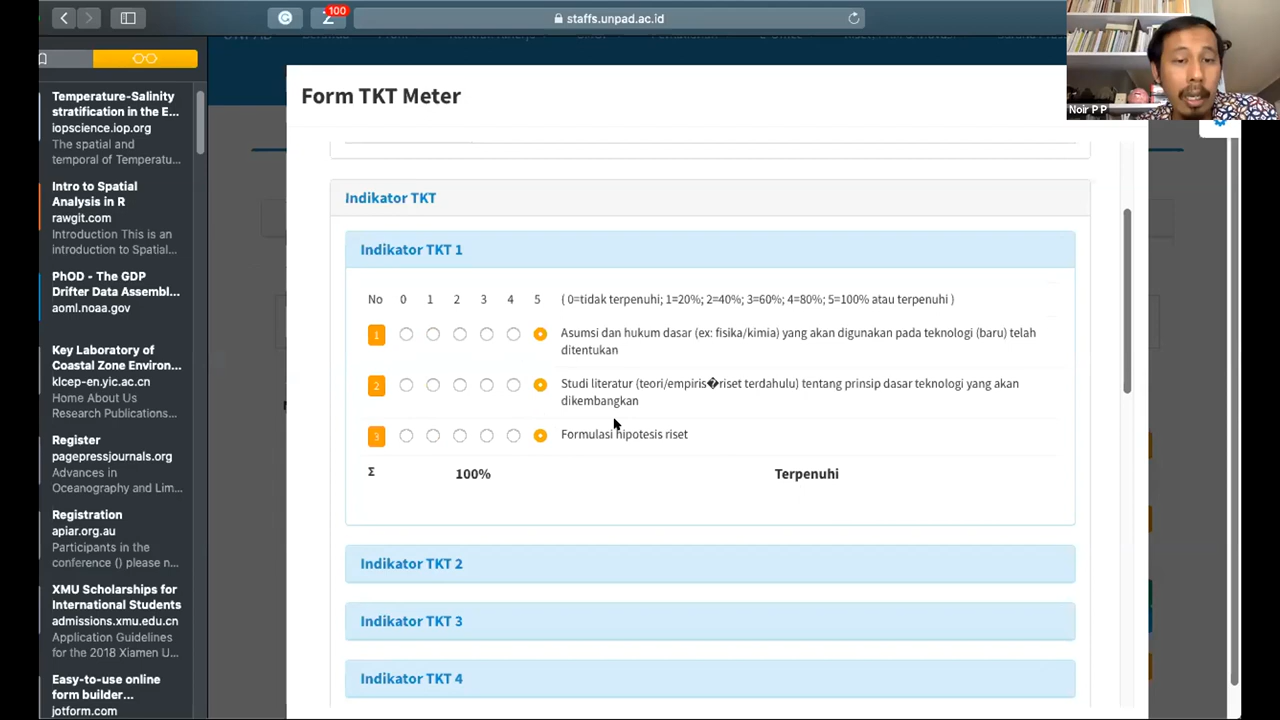 100
staffs.unpad.ac.id
Noir P P
Form TKT Meter
Temperature-Salinity
stratification in the E...
iopscience.iop.org
The spatial and
temporal of Temperatu...
Intro to Spatial
Analysis in R
rawgit.com
Introduction This is an
introduction to Spatial...
PhOD - The GDP
Drifter Data Assembl...
aoml.noaa.gov
Key Laboratory of
Coastal Zone Environ...
klcep-en.yic.ac.cn
Home About Us
Research Publications...
Register
pagepressjournals.org
Advances in
Oceanography and Lim...
Registration
apiar.org.au
Participants in the
conference () please n...
XMU Scholarships for
International Students
admissions.xmu.edu.cn
Application Guidelines
for the 2018 Xiamen U...
Easy-to-use online
form builder...
jotform.com
Indikator TKT
Indikator TKT 1
No 0 1 2 3 4 5 ( 0=tidak terpenuhi; 1=20%; 2=40%; 3=60%; 4=80%; 5=100% atau terpenuhi )
1 Asumsi dan hukum dasar (ex: fisika/kimia) yang akan digunakan pada teknologi (baru) telah
ditentukan
2 Studi literatur (teori/empiris�riset terdahulu) tentang prinsip dasar teknologi yang akan
dikembangkan
3 Formulasi hipotesis riset
Σ 100% Terpenuhi
Indikator TKT 2
Indikator TKT 3
Indikator TKT 4